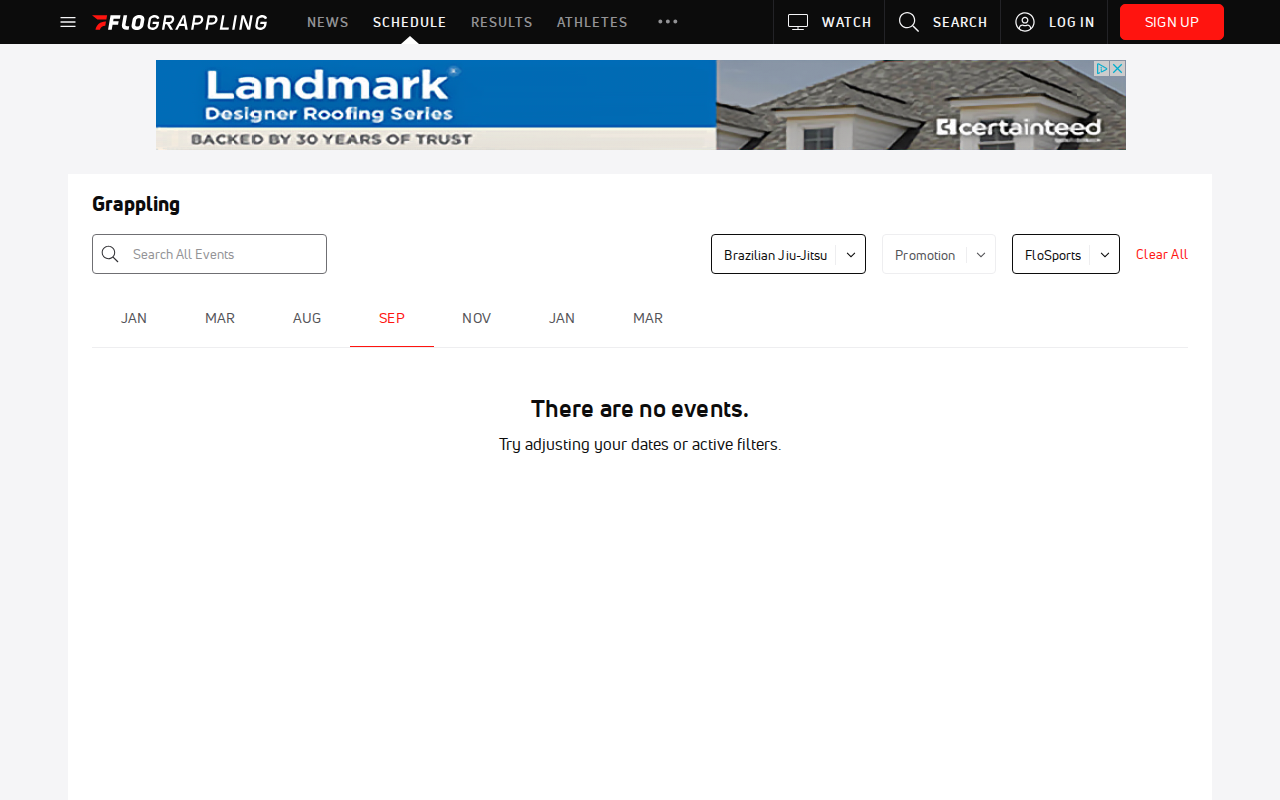 FLOGRAPPLING
NEWS
SCHEDULE
RESULTS
ATHLETES
WATCH
SEARCH
LOG IN
SIGN UP
Landmark®
Designer Roofing Series
BACKED BY 30 YEARS OF TRUST
certainteed
Grappling
Search All Events
Brazilian Jiu-Jitsu
Promotion
FloSports
Clear All
JAN
MAR
AUG
SEP
NOV
JAN
MAR
There are no events.
Try adjusting your dates or active filters.